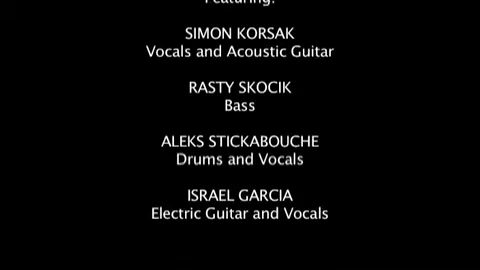 Featuring:
SIMON KORSAK
Vocals and Acoustic Guitar
RASTY SKOCIK
Bass
ALEKS STICKABOUCHE
Drums and Vocals
ISRAEL GARCIA
Electric Guitar and Vocals